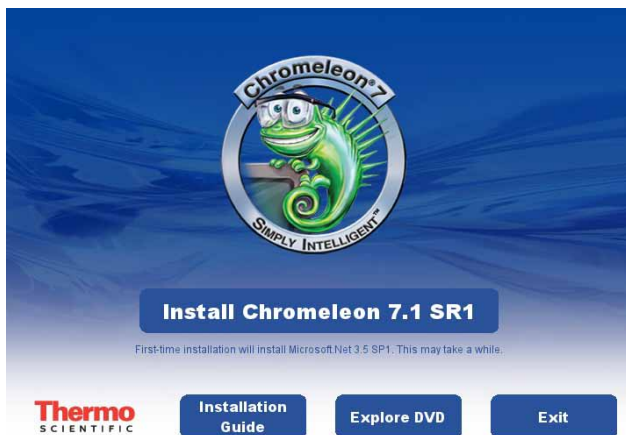 Chromeleon® 7
SIMPLY INTELLIGENT™
Install Chromeleon 7.1 SR1
First-time installation will install Microsoft.Net 3.5 SP1. This may take a while.
Thermo
SCIENTIFIC
Installation
Guide
Explore DVD
Exit